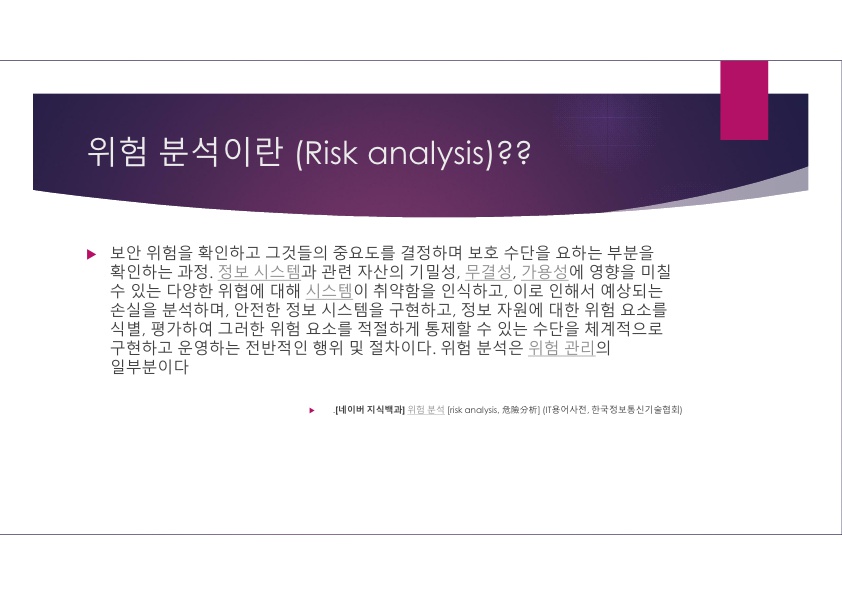 위험 분석이란 (Risk analysis)??
보안 위험을 확인하고 그것들의 중요도를 결정하며 보호 수단을 요하는 부분을
확인하는 과정. 정보 시스템과 관련 자산의 기밀성, 무결성, 가용성에 영향을 미칠
수 있는 다양한 위협에 대해 시스템이 취약함을 인식하고, 이로 인해서 예상되는
손실을 분석하며, 안전한 정보 시스템을 구현하고, 정보 자원에 대한 위험 요소를
식별, 평가하여 그러한 위험 요소를 적절하게 통제할 수 있는 수단을 체계적으로
구현하고 운영하는 전반적인 행위 및 절차이다. 위험 분석은 위험 관리의
일부분이다
.[네이버 지식백과] 위험 분석 [risk analysis, 危險分析] (IT용어사전, 한국정보통신기술협회)